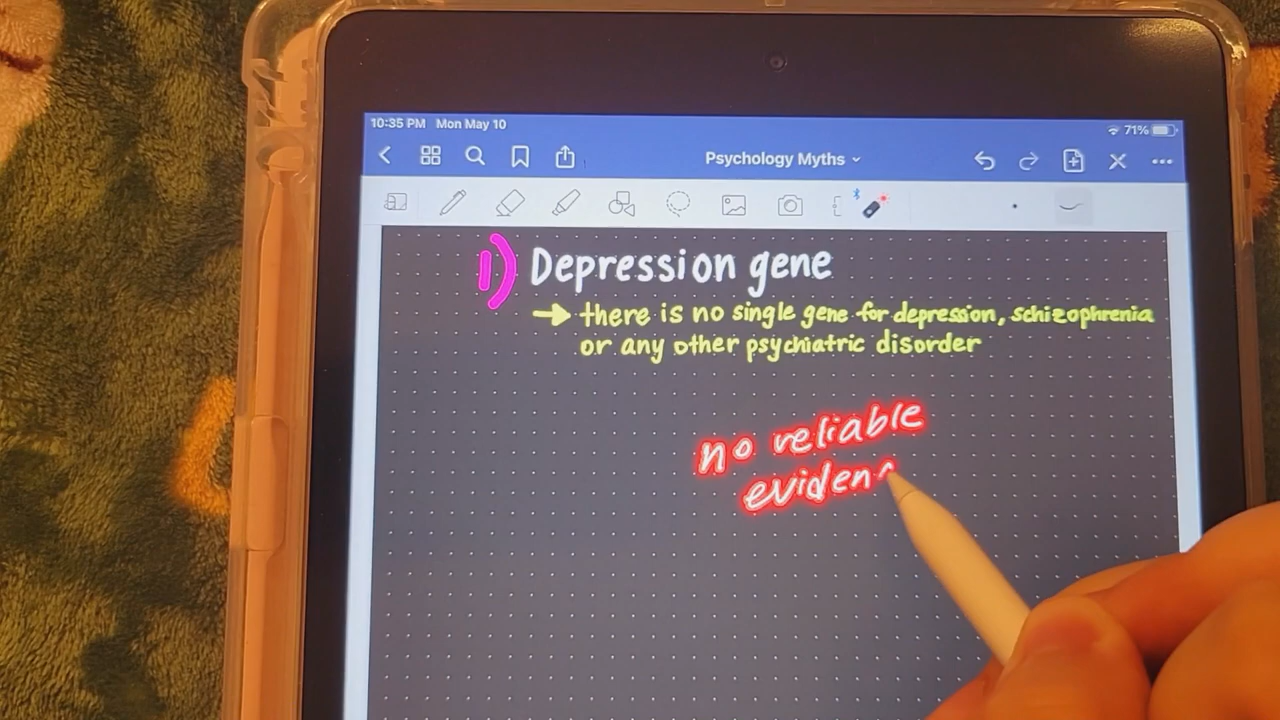 10:35 PM Mon May 10
71%
Psychology Myths
1) Depression gene
→ there is no single gene for depression, schizophrenia
or any other psychiatric disorder
no reliable
eviden